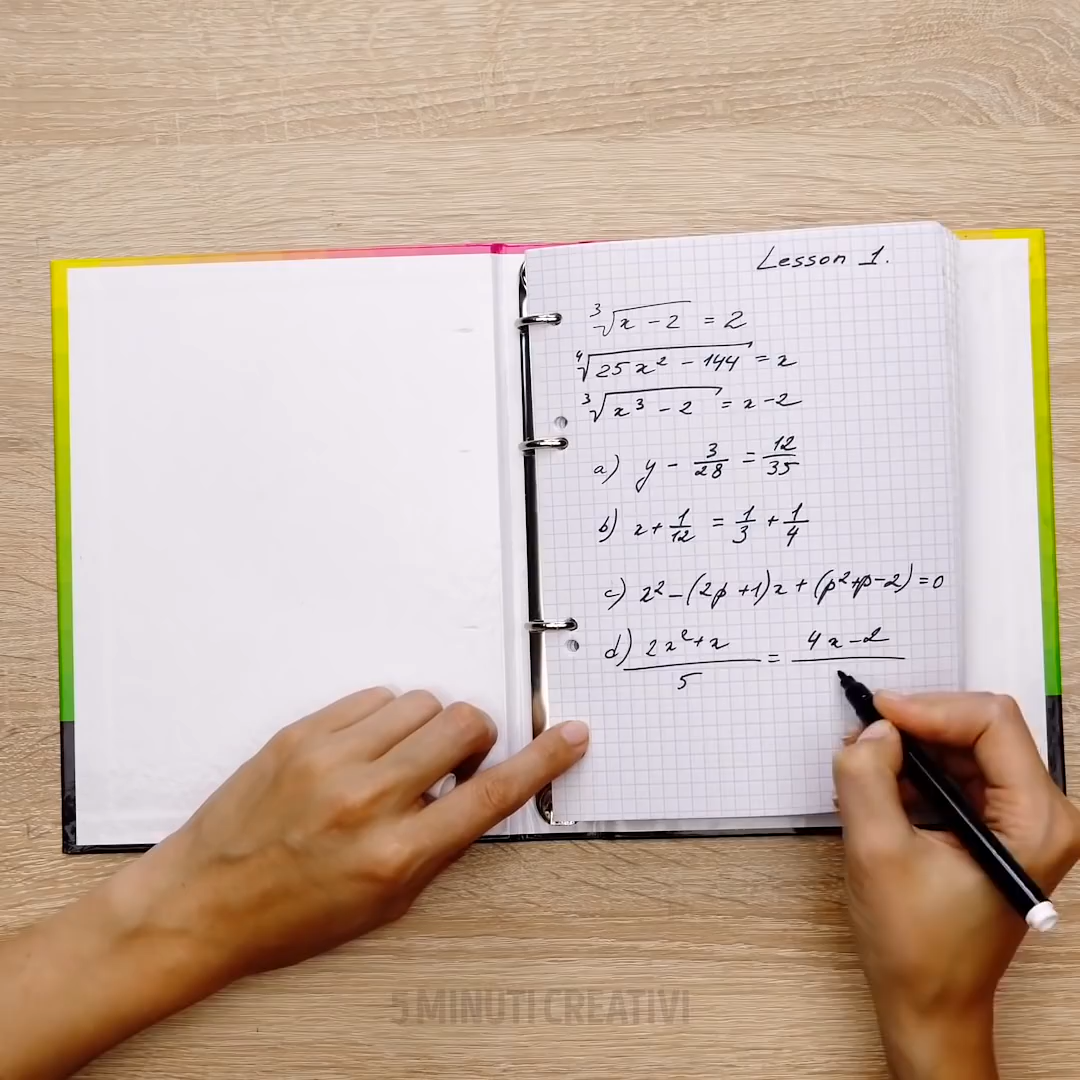 Lesson 1.
∛(x - 2) = 2
∜(25x² - 144) = x
∛(x³ - 2) = x - 2
a) y - 3/28 = 12/35
b) x + 1/12 = 1/3 + 1/4
c) x² - (2p + 1)x + (p² + p - 2) = 0
d) (2x² + x)/5 = (4x - 2)/
5 MINUTI CREATIVI